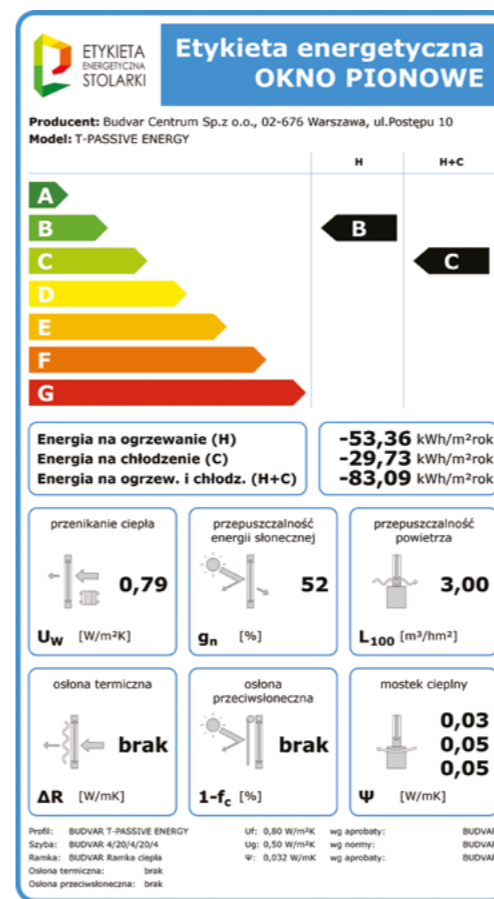 ETYKIETA
ENERGETYCZNA
STOLARKI
Etykieta energetyczna
OKNO PIONOWE
Producent: Budvar Centrum Sp.z o.o., 02-676 Warszawa, ul.Postępu 10
Model: T-PASSIVE ENERGY
H H+C
A
B B
C C
D
E
F
G
Energia na ogrzewanie (H) -53,36 kWh/m²rok
Energia na chłodzenie (C) -29,73 kWh/m²rok
Energia na ogrzew. i chłodz. (H+C) -83,09 kWh/m²rok
przenikanie ciepła
0,79
Uw [W/m²K]
przepuszczalność
energii słonecznej
52
gn [%]
przepuszczalność
powietrza
3,00
L100 [m³/hm²]
osłona termiczna
brak
ΔR [W/mK]
osłona
przeciwsłoneczna
brak
1-fc [%]
mostek cieplny
0,03
0,05
0,05
Ψ [W/mK]
Profil: BUDVAR T-PASSIVE ENERGY Uf: 0,80 W/m²K wg aprobaty: BUDVAR
Szyba: BUDVAR 4/20/4/20/4 Ug: 0,50 W/m²K wg normy: BUDVAR
Ramka: BUDVAR Ramka ciepła Ψ: 0,032 W/mK wg aprobaty: BUDVAR
Osłona termiczna: brak
Osłona przeciwsłoneczna: brak